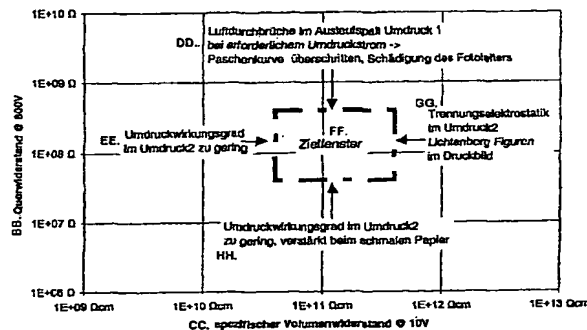 1E+10 Ω
Luftdurchbrüche im Auslaufspalt Umdruck 1
DD.. bei erforderlichem Umdruckstrom ->
Paschenkurve überschritten, Schädigung des Fotoleiters
1E+09 Ω
GG.
Trennungselektrostatik
im Umdruck2
Lichtenberg Figuren
im Druckbild
EE. Umdruckwirkungsgrad
im Umdruck2 zu gering
FF.
Zielfenster
1E+08 Ω
1E+07 Ω
Umdruckwirkungsgrad im Umdruck2
zu gering, verstärkt beim schmalen Papier
HH.
1E+06 Ω
BB. Querwiderstand @ 500V
1E+09 Ωcm
1E+10 Ωcm
1E+11 Ωcm
1E+12 Ωcm
1E+13 Ωcm
CC. spezifischer Volumenwiderstand @ 10V